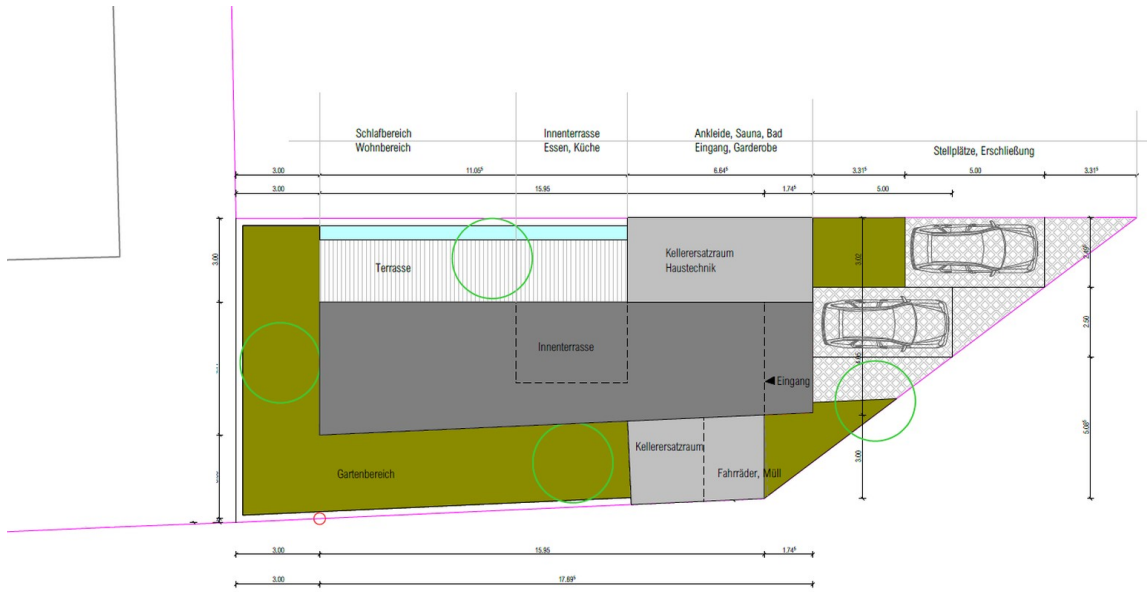 Schlafbereich
Wohnbereich
Innenterrasse
Essen, Küche
Ankleide, Sauna, Bad
Eingang, Garderobe
Stellplätze, Erschließung
3.00
11.05⁵
6.64⁵
3.31⁵
5.00
3.31⁵
3.00
15.95
1.74⁵
5.00
3.00
Terrasse
Kellerersatzraum
Haustechnik
3.02
2.49⁵
2.50
Innenterrasse
Eingang
Kellerersatzraum
Gartenbereich
Fahrräder, Müll
3.00
5.08⁵
3.00
15.95
1.74⁵
3.00
17.69⁵